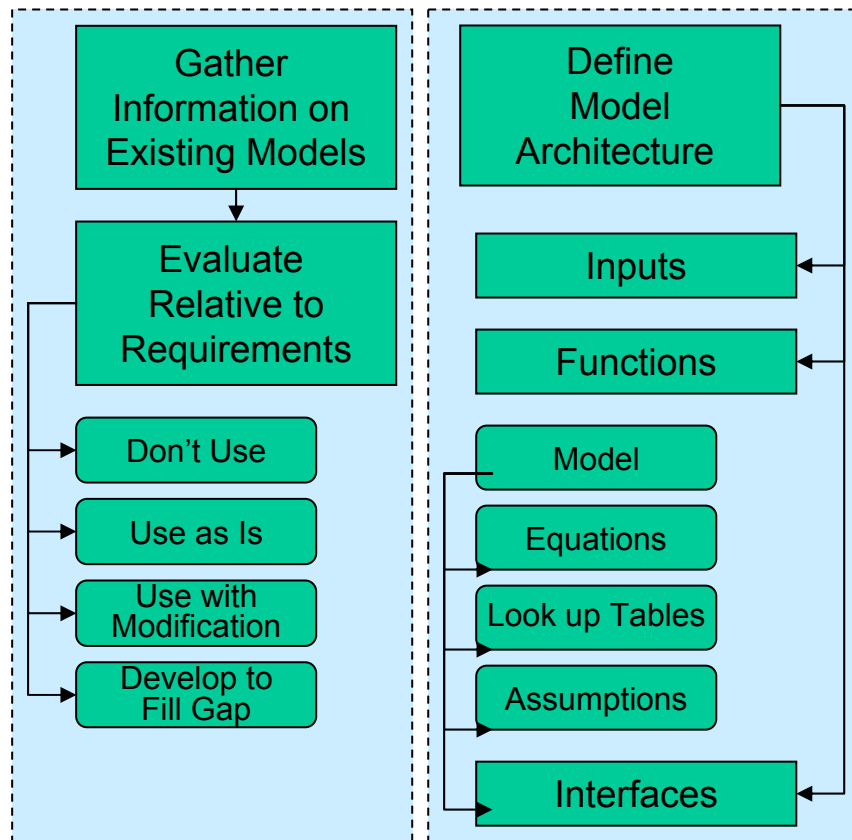 Gather
Information on
Existing Models
Evaluate
Relative to
Requirements
Don’t Use
Use as Is
Use with
Modification
Develop to
Fill Gap
Define
Model
Architecture
Inputs
Functions
Model
Equations
Look up Tables
Assumptions
Interfaces